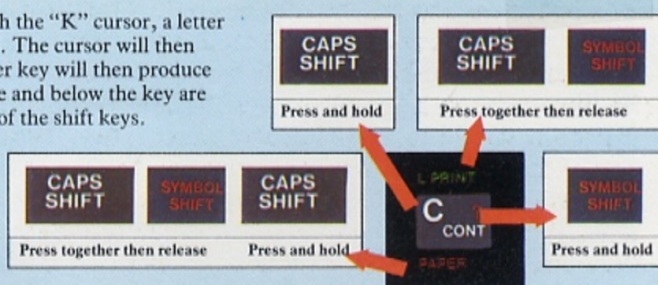 h the “K” cursor, a letter
. The cursor will then
er key will then produce
e and below the key are
of the shift keys.
CAPS
SHIFT
Press and hold
CAPS
SHIFT
SYMBOL
SHIFT
Press together then release
CAPS
SHIFT
SYMBOL
SHIFT
CAPS
SHIFT
Press together then release
Press and hold
L PRINT
C
?
CONT
PAPER
SYMBOL
SHIFT
Press and hold